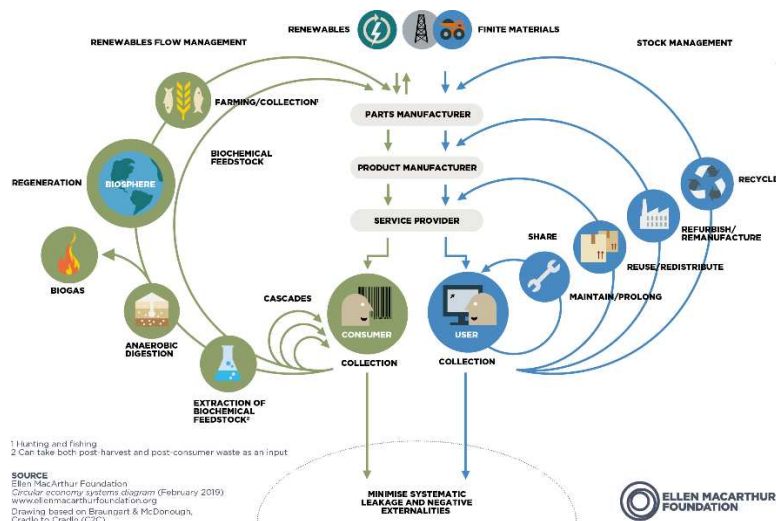 RENEWABLES
FINITE MATERIALS
RENEWABLES FLOW MANAGEMENT
STOCK MANAGEMENT
FARMING/COLLECTION¹
PARTS MANUFACTURER
BIOCHEMICAL
FEEDSTOCK
PRODUCT MANUFACTURER
REGENERATION
BIOSPHERE
RECYCLE
SERVICE PROVIDER
SHARE
REFURBISH/
REMANUFACTURE
REUSE/REDISTRIBUTE
BIOGAS
CASCADES
MAINTAIN/PROLONG
CONSUMER
USER
ANAEROBIC
DIGESTION
COLLECTION
COLLECTION
EXTRACTION OF
BIOCHEMICAL
FEEDSTOCK²
1 Hunting and fishing
2 Can take both post-harvest and post-consumer waste as an input
SOURCE
Ellen MacArthur Foundation
Circular economy systems diagram (February 2019)
www.ellenmacarthurfoundation.org
Drawing based on Braungart & McDonough,
Cradle to Cradle (C2C)
MINIMISE SYSTEMATIC
LEAKAGE AND NEGATIVE
EXTERNALITIES
ELLEN MACARTHUR
FOUNDATION